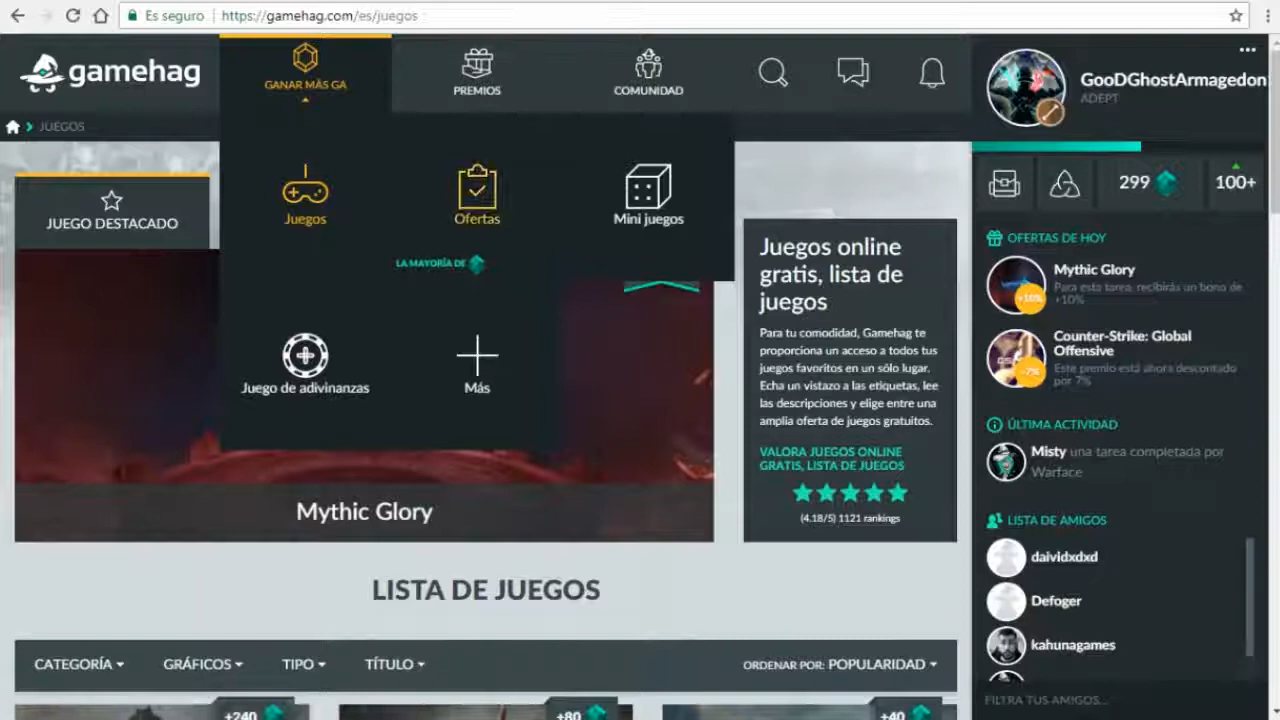 Es seguro | https://gamehag.com/es/juegos
gamehag
GANAR MÁS GA
PREMIOS
COMUNIDAD
GooDGhostArmagedon
ADEPT
JUEGOS
JUEGO DESTACADO
Juegos
Ofertas
Mini juegos
LA MAYORÍA DE
Juego de adivinanzas
Más
Mythic Glory
Juegos online
gratis, lista de
juegos
Para tu comodidad, Gamehag te
proporciona un acceso a todos tus
juegos favoritos en un sólo lugar.
Echa un vistazo a las etiquetas, lee
las descripciones y elige entre una
amplia oferta de juegos gratuitos.
VALORA JUEGOS ONLINE
GRATIS, LISTA DE JUEGOS
(4.18/5) 1121 rankings
299
100+
OFERTAS DE HOY
Mythic Glory
Para esta tarea, recibirás un bono de
+10%
+10%
Counter-Strike: Global
Offensive
Este premio está ahora descontado
por 7%
-7%
ÚLTIMA ACTIVIDAD
Misty una tarea completada por
Warface
LISTA DE AMIGOS
daividxdxd
Defoger
kahunagames
FILTRA TUS AMIGOS...
LISTA DE JUEGOS
CATEGORÍA
GRÁFICOS
TIPO
TÍTULO
ORDENAR POR: POPULARIDAD
+240
+80
+40